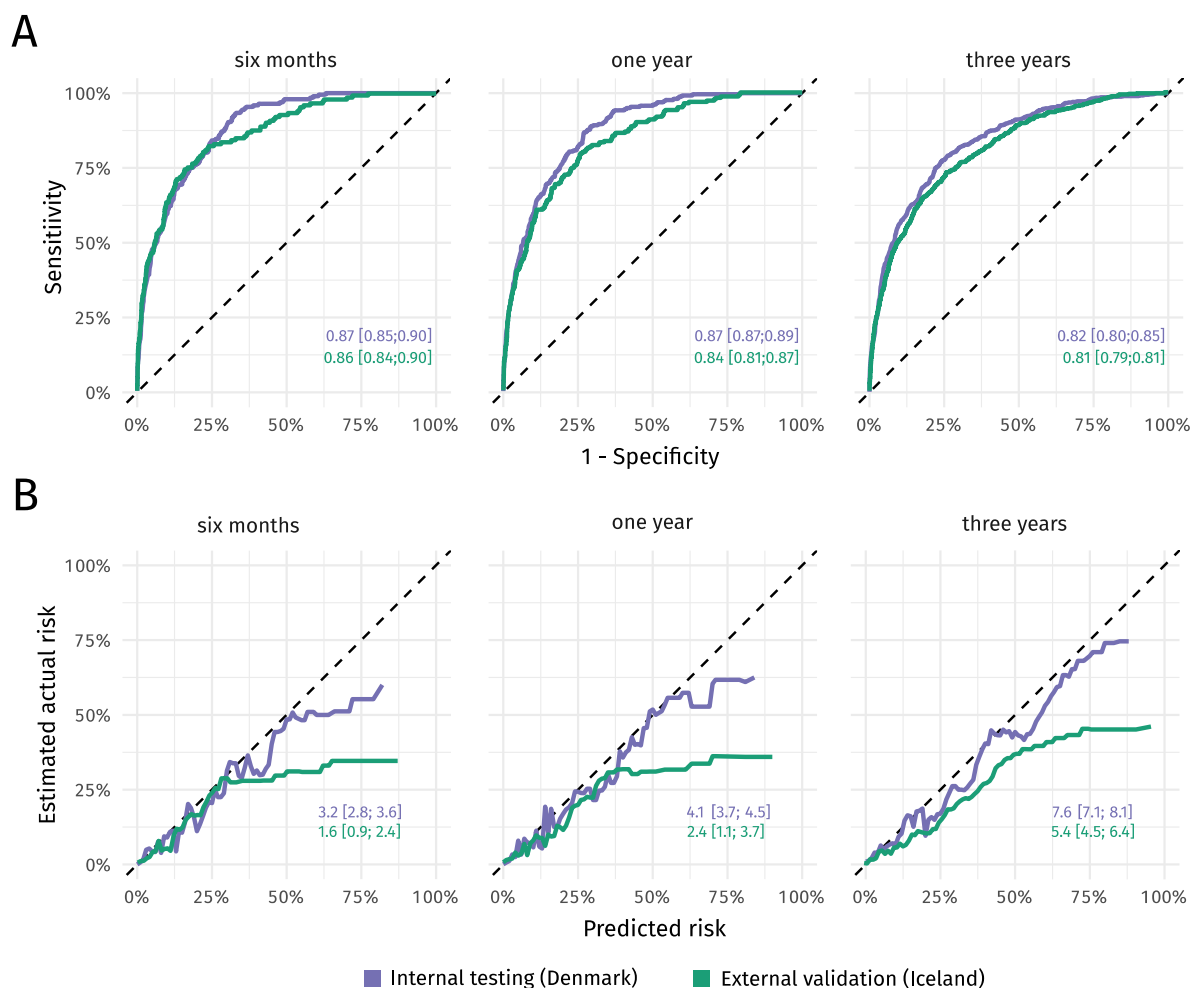 A
six months
one year
three years
Sensitiivity
100%
75%
50%
25%
0%
0.87 [0.85;0.90]
0.86 [0.84;0.90]
0.87 [0.87;0.89]
0.84 [0.81;0.87]
0.82 [0.80;0.85]
0.81 [0.79;0.81]
0% 25% 50% 75% 100%
0% 25% 50% 75% 100%
0% 25% 50% 75% 100%
1 - Specificity
B
six months
one year
three years
Estimated actual risk
100%
75%
50%
25%
0%
3.2 [2.8; 3.6]
1.6 [0.9; 2.4]
4.1 [3.7; 4.5]
2.4 [1.1; 3.7]
7.6 [7.1; 8.1]
5.4 [4.5; 6.4]
0% 25% 50% 75% 100%
0% 25% 50% 75% 100%
0% 25% 50% 75% 100%
Predicted risk
Internal testing (Denmark)
External validation (Iceland)